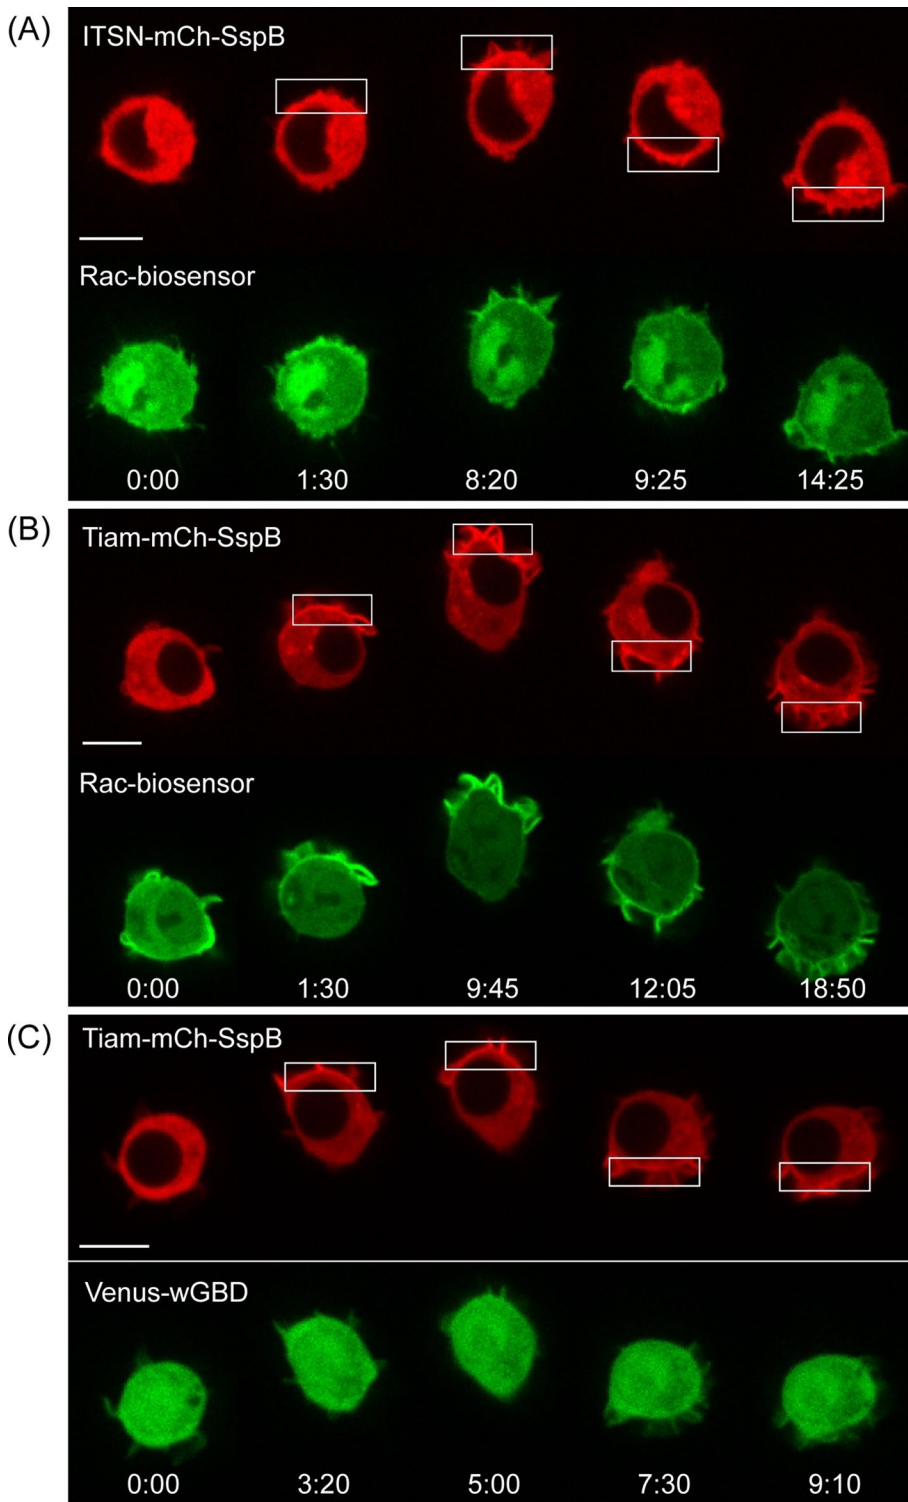 (A)
ITSN-mCh-SspB
Rac-biosensor
0:00 1:30 8:20 9:25 14:25
(B)
Tiam-mCh-SspB
Rac-biosensor
0:00 1:30 9:45 12:05 18:50
(C)
Tiam-mCh-SspB
Venus-wGBD
0:00 3:20 5:00 7:30 9:10